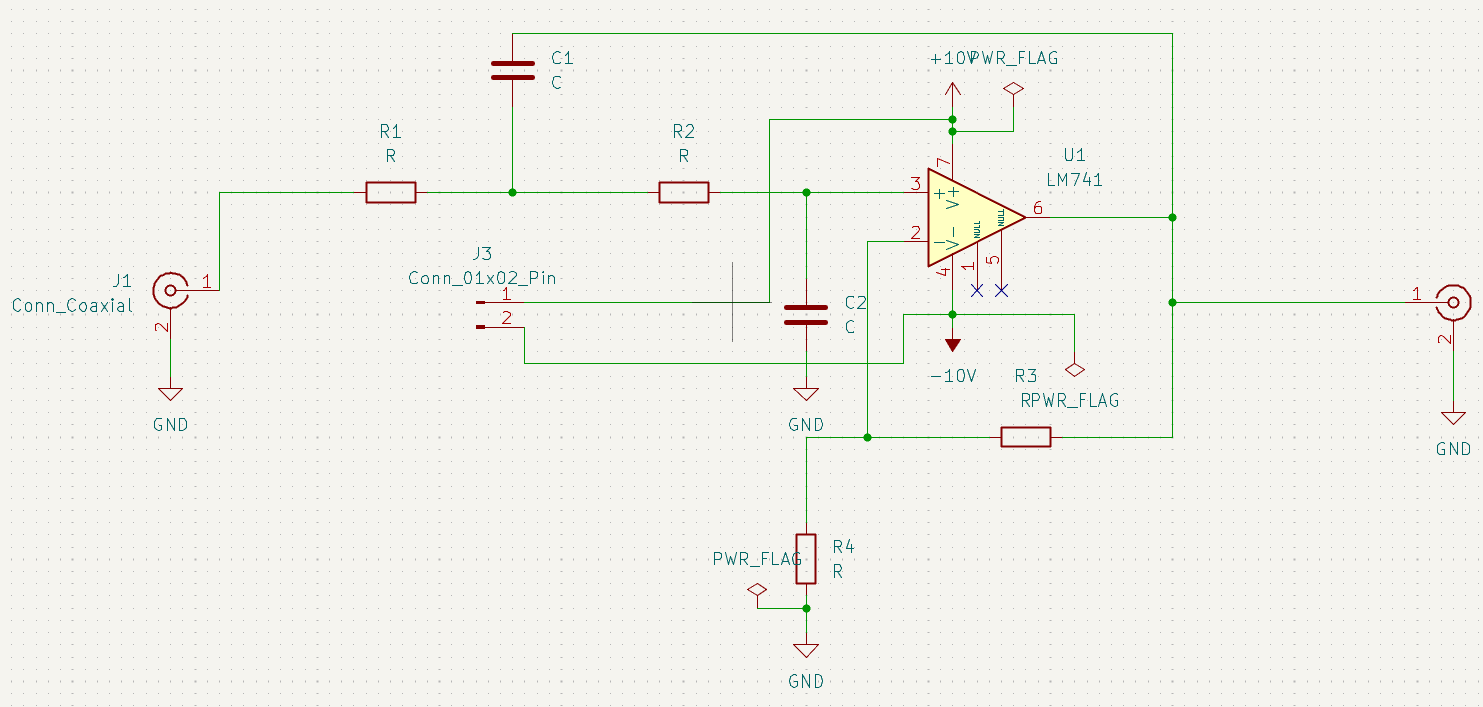 C1
C
+10V
PWR_FLAG
R1
R
R2
R
U1
LM741
7
3
+
V+
6
2
-
V-
NULL
NULL
4
1
5
J1
Conn_Coaxial
1
2
GND
J3
Conn_01x02_Pin
1
2
C2
C
GND
-10V
R3
R
PWR_FLAG
1
2
GND
PWR_FLAG
R4
R
GND